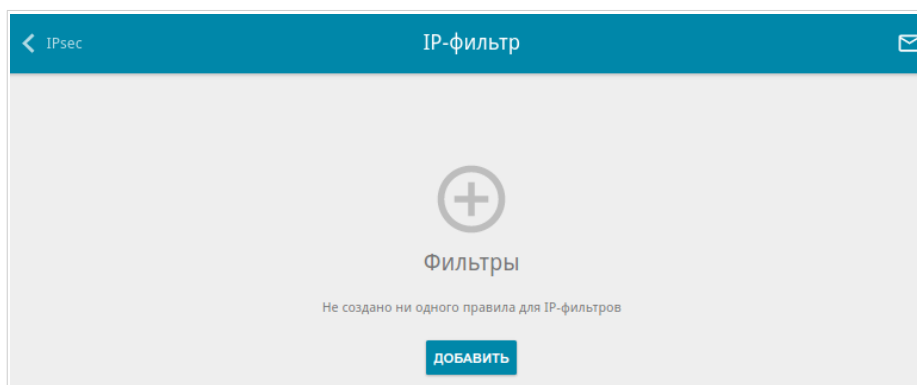 IPsec
IP-фильтр
Фильтры
Не создано ни одного правила для IP-фильтров
ДОБАВИТЬ